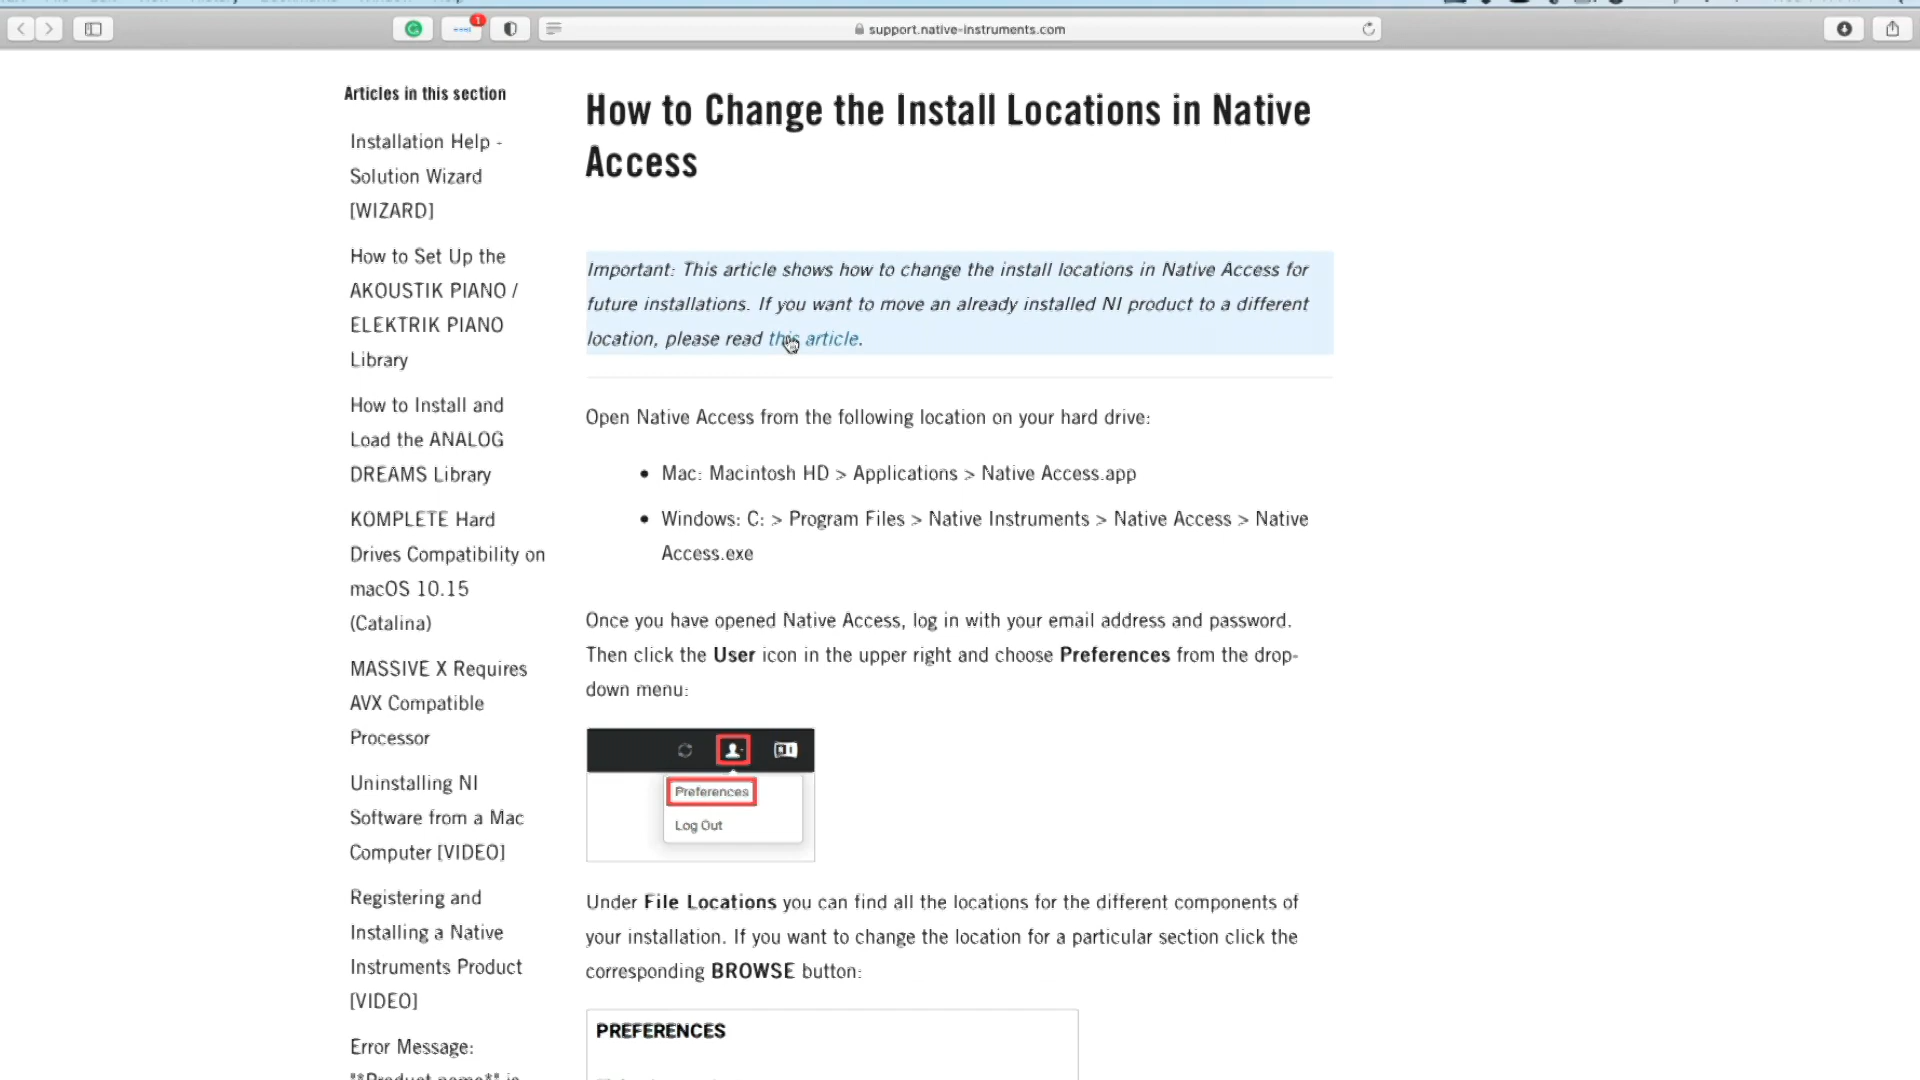 1
support.native-instruments.com
Articles in this section
Installation Help -
Solution Wizard
[WIZARD]
How to Set Up the
AKOUSTIK PIANO /
ELEKTRIK PIANO
Library
How to Install and
Load the ANALOG
DREAMS Library
KOMPLETE Hard
Drives Compatibility on
macOS 10.15
(Catalina)
MASSIVE X Requires
AVX Compatible
Processor
Uninstalling NI
Software from a Mac
Computer [VIDEO]
Registering and
Installing a Native
Instruments Product
[VIDEO]
Error Message:
**Product name** is
How to Change the Install Locations in Native
Access
Important: This article shows how to change the install locations in Native Access for
future installations. If you want to move an already installed NI product to a different
location, please read this article.
Open Native Access from the following location on your hard drive:
• Mac: Macintosh HD > Applications > Native Access.app
• Windows: C: > Program Files > Native Instruments > Native Access > Native
Access.exe
Once you have opened Native Access, log in with your email address and password.
Then click the User icon in the upper right and choose Preferences from the drop-
down menu:
Preferences
Log Out
Under File Locations you can find all the locations for the different components of
your installation. If you want to change the location for a particular section click the
corresponding BROWSE button:
PREFERENCES